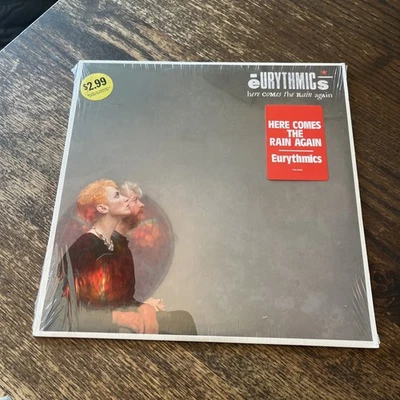 $2.99
eURYTHMICs
here comes the rain again
HERE COMES
THE
RAIN AGAIN
Eurythmics